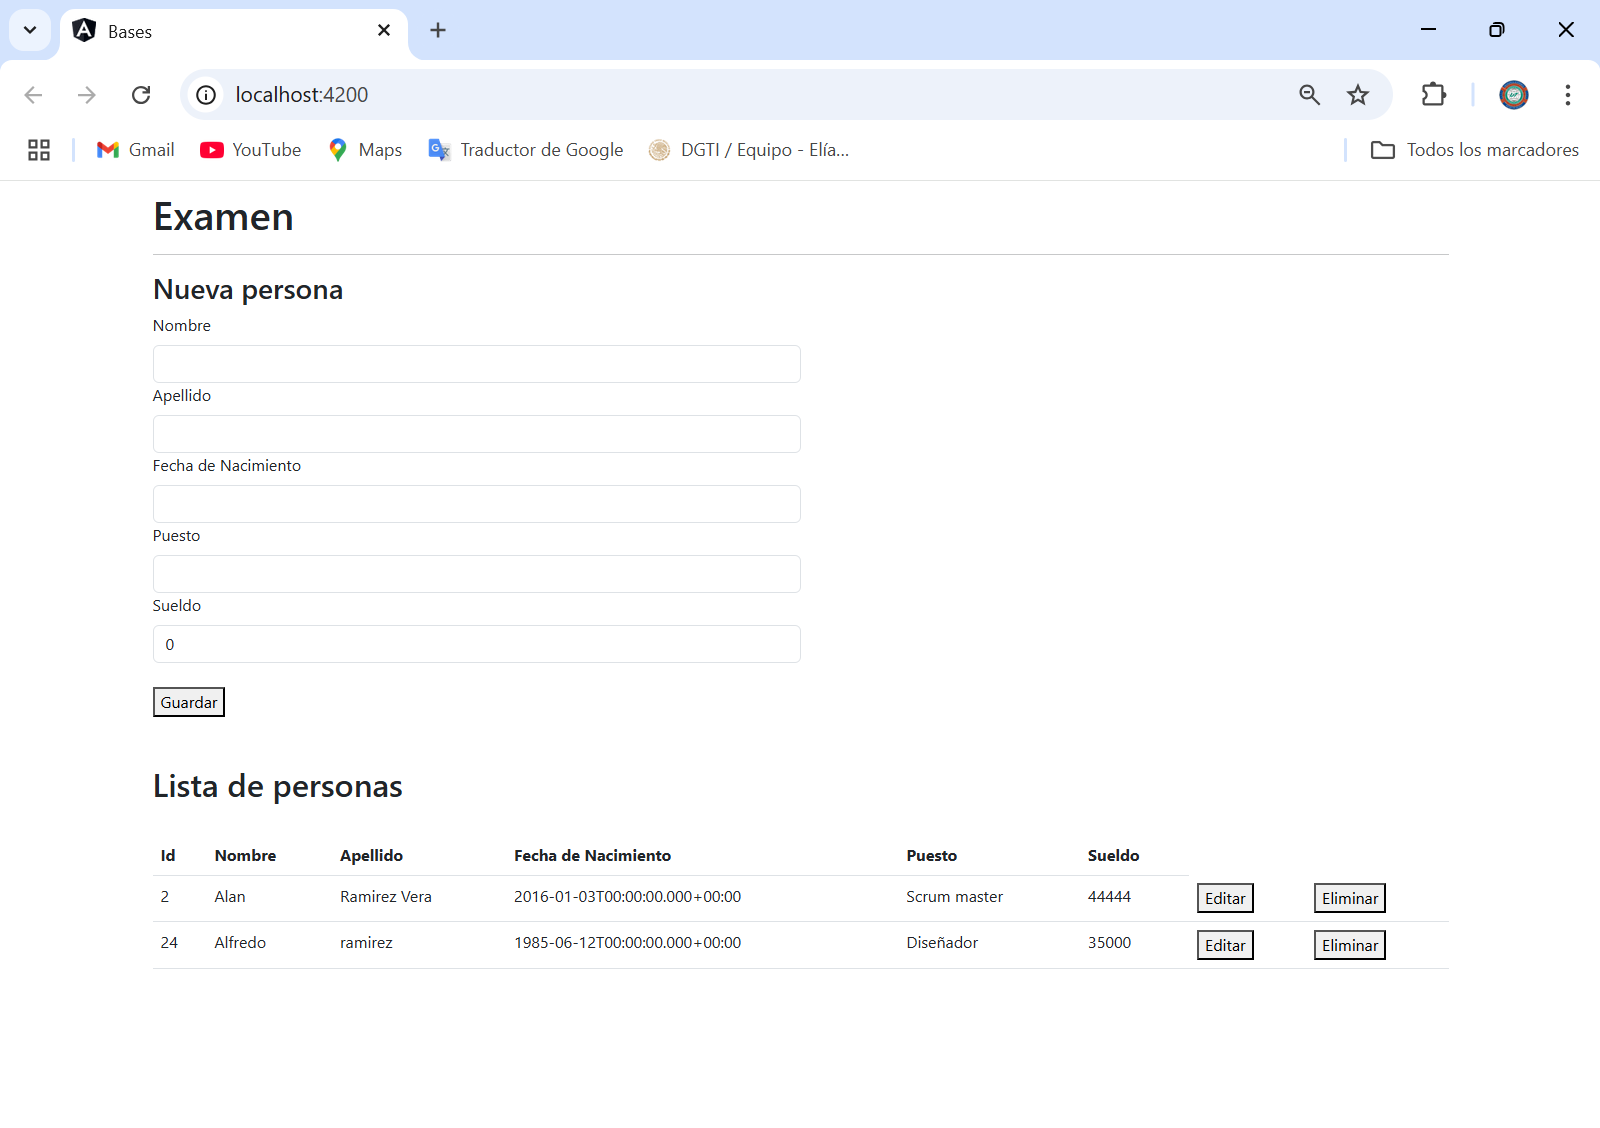 Bases
localhost:4200
Gmail YouTube Maps Traductor de Google DGTI / Equipo - Elía... Todos los marcadores
Examen
Nueva persona
Nombre
Apellido
Fecha de Nacimiento
Puesto
Sueldo
0
Guardar
Lista de personas
Id Nombre Apellido Fecha de Nacimiento Puesto Sueldo
2 Alan Ramirez Vera 2016-01-03T00:00:00.000+00:00 Scrum master 44444 Editar Eliminar
24 Alfredo ramirez 1985-06-12T00:00:00.000+00:00 Diseñador 35000 Editar Eliminar